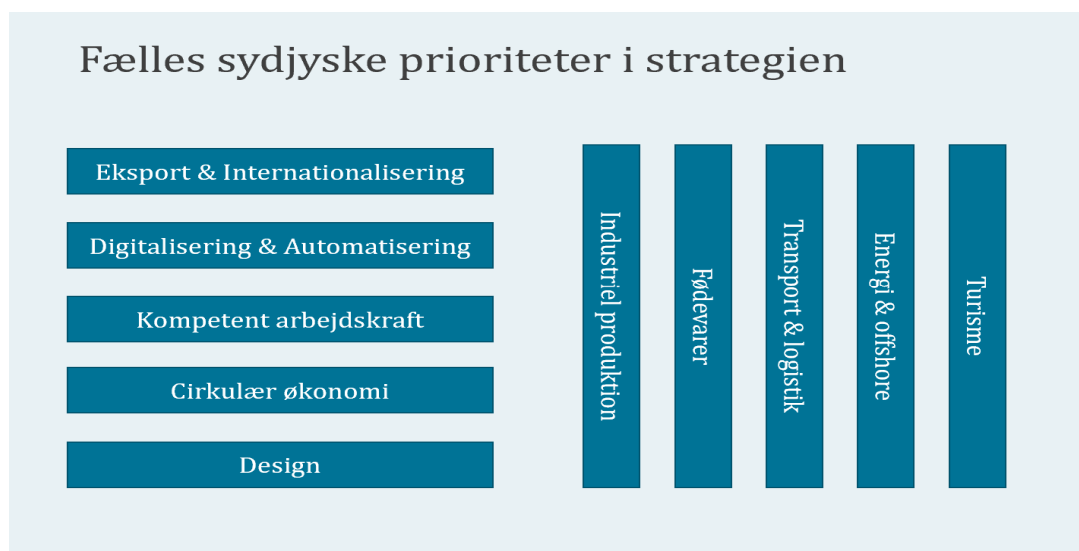 Fælles sydjyske prioriteter i strategien
Eksport & Internationalisering
Digitalisering & Automatisering
Kompetent arbejdskraft
Cirkulær økonomi
Design
Industriel produktion
Fødevarer
Transport & logistik
Energi & offshore
Turisme